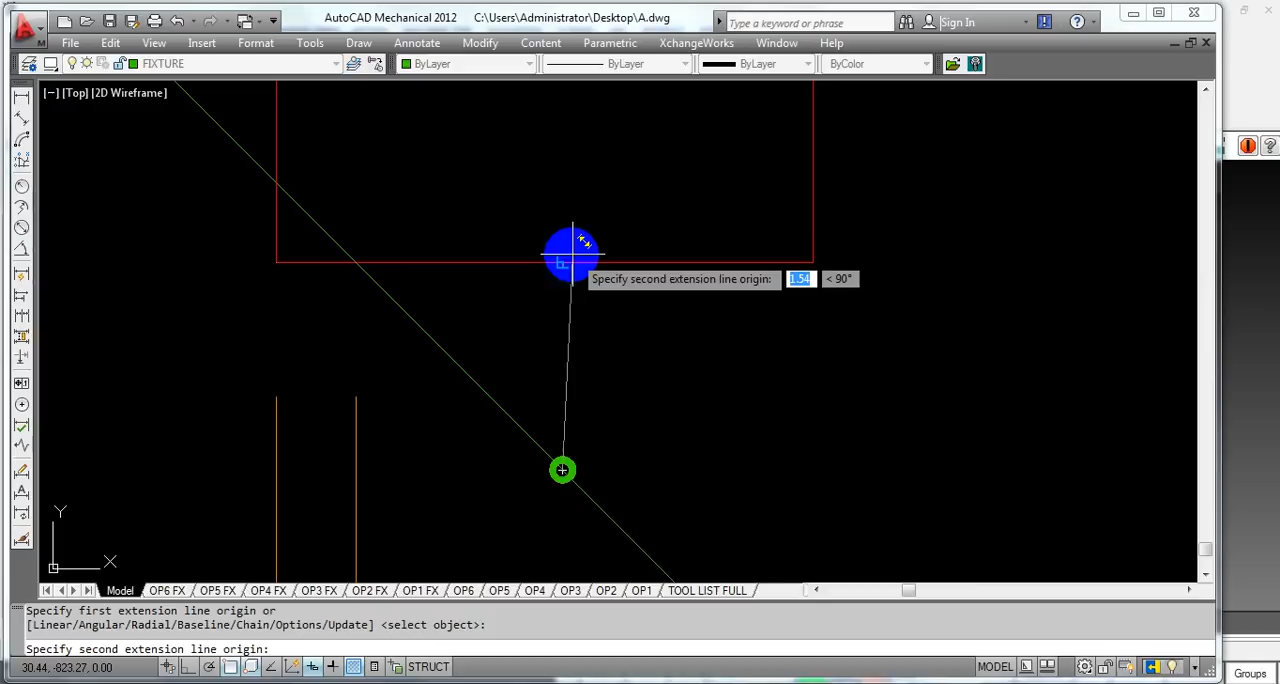 AutoCAD Mechanical 2012 C:\Users\Administrator\Desktop\A.dwg Type a keyword or phrase Sign In
M
File Edit View Insert Format Tools Draw Annotate Modify Content Parametric XchangeWorks Window Help
FIXTURE ByLayer ByLayer ByLayer ByColor
[−] [Top] [2D Wireframe]
Specify second extension line origin: 1.54 < 90°
Y
X
Model OP6 FX OP5 FX OP4 FX OP3 FX OP2 FX OP1 FX OP6 OP5 OP4 OP3 OP2 OP1 TOOL LIST FULL
Specify first extension line origin or
[Linear/Angular/Radial/Baseline/Chain/Options/Update] <select object>:
Specify second extension line origin:
30.44, -823.27, 0.00 STRUCT MODEL
Groups